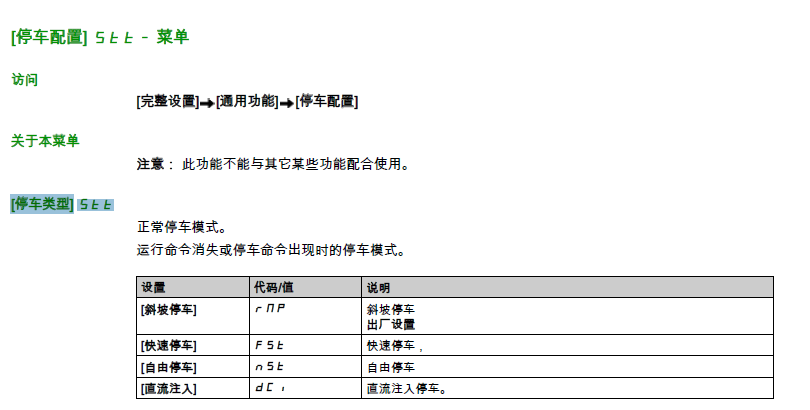 [停车配置] Stt - 菜单
访问
[完整设置]➡[通用功能]➡[停车配置]
关于本菜单
注意： 此功能不能与其它某些功能配合使用。
[停车类型] Stt
正常停车模式。
运行命令消失或停车命令出现时的停车模式。
设置 代码/值 说明
[斜坡停车] rMP 斜坡停车
出厂设置
[快速停车] FSt 快速停车，
[自由停车] nSt 自由停车
[直流注入] dCi 直流注入停车。